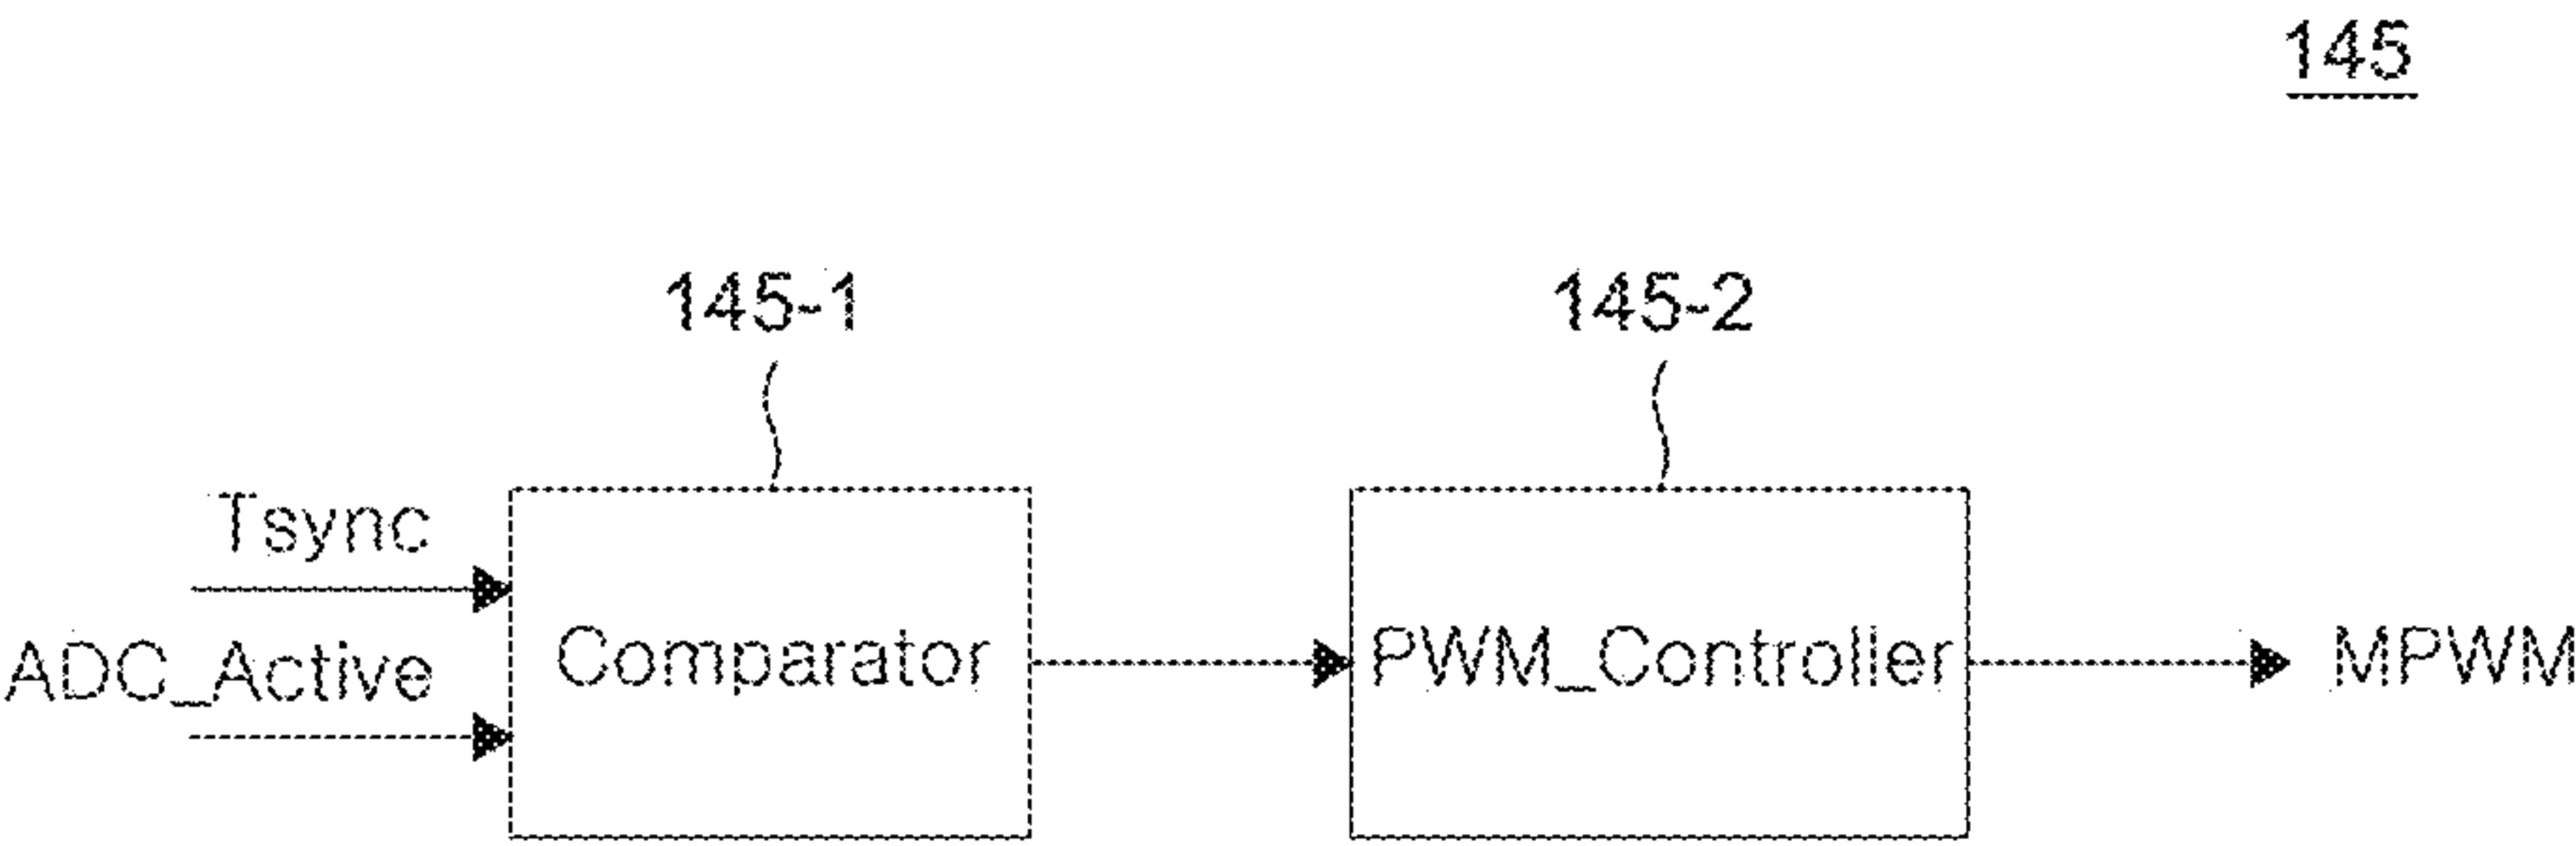 145
145-1
145-2
Tsync
ADC_Active
Comparator
PWM_Controller
MPWM